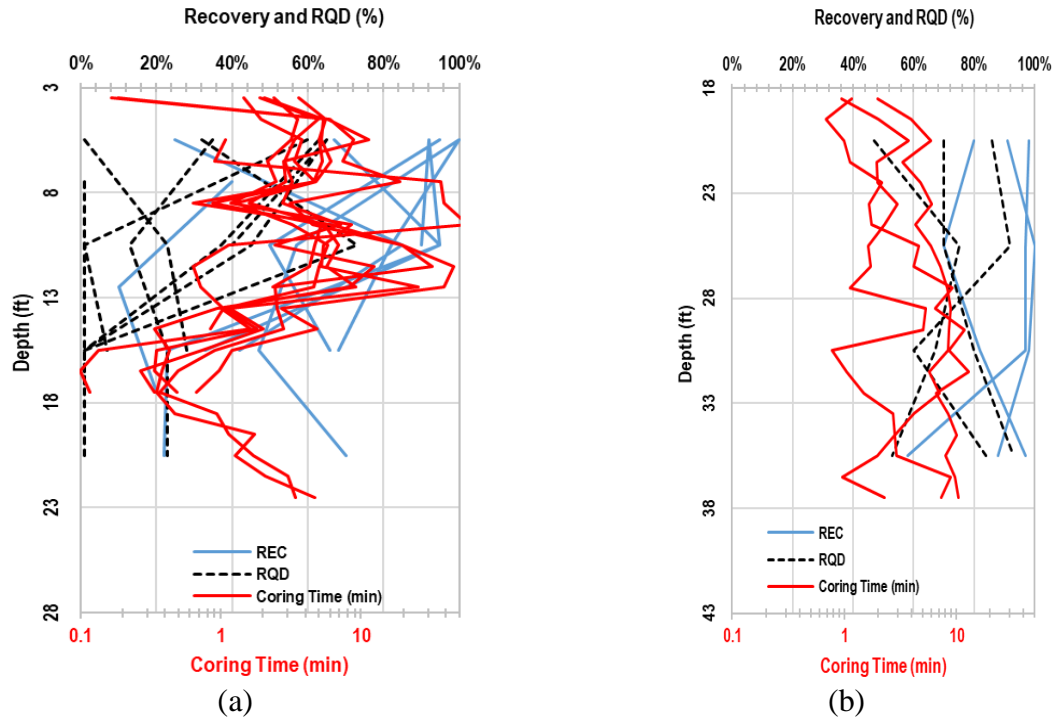 Recovery and RQD (%)
0% 20% 40% 60% 80% 100%
3
8
13
18
23
28
Depth (ft)
REC
RQD
Coring Time (min)
0.1 1 10
Coring Time (min)
(a)
Recovery and RQD (%)
0% 20% 40% 60% 80% 100%
18
23
28
33
38
43
Depth (ft)
REC
RQD
Coring Time (min)
0.1 1 10
Coring Time (min)
(b)